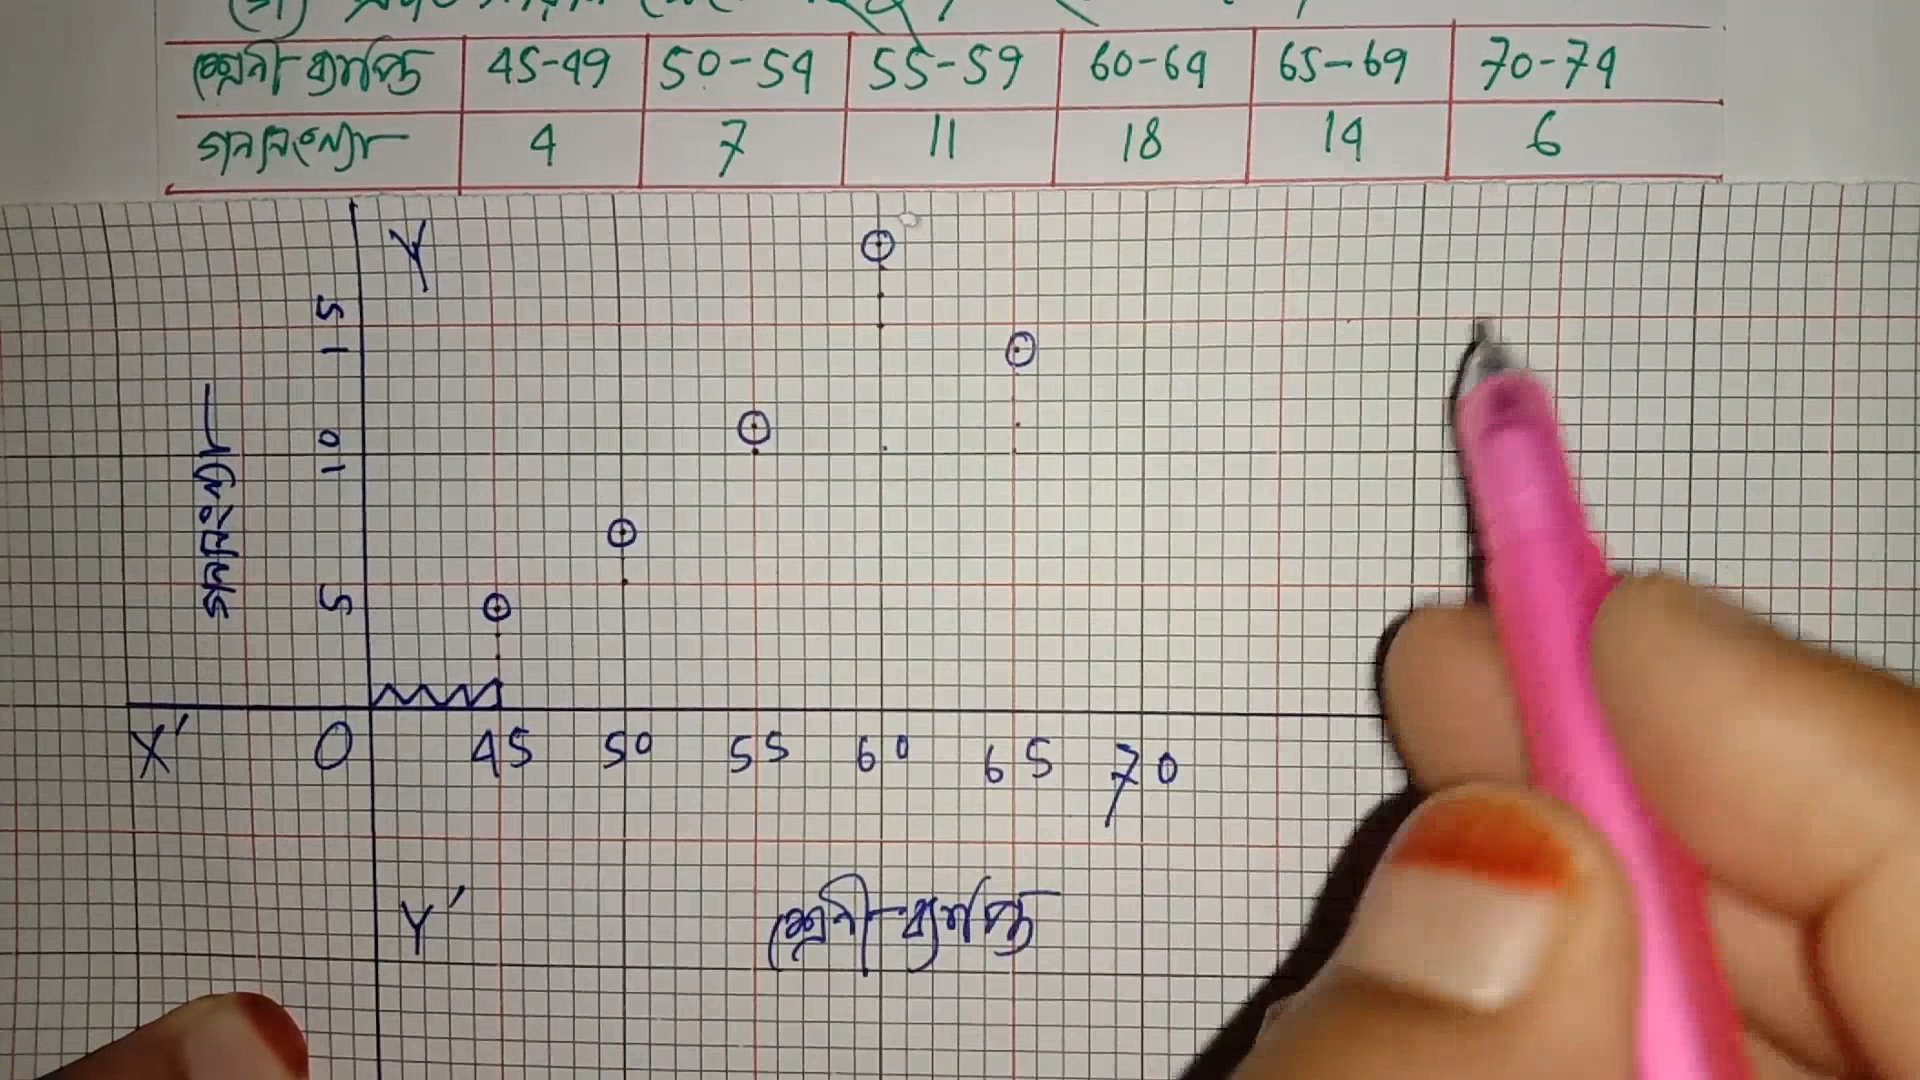 শ্রেণী ব্যাপ্তি 45-49 50-54 55-59 60-64 65-69 70-74
গনসংখ্যা 4 7 11 18 14 6
Y
15
10
5
গনসংখ্যা
X' 0 45 50 55 60 65 70
Y'
শ্রেণি-ব্যাপ্তি